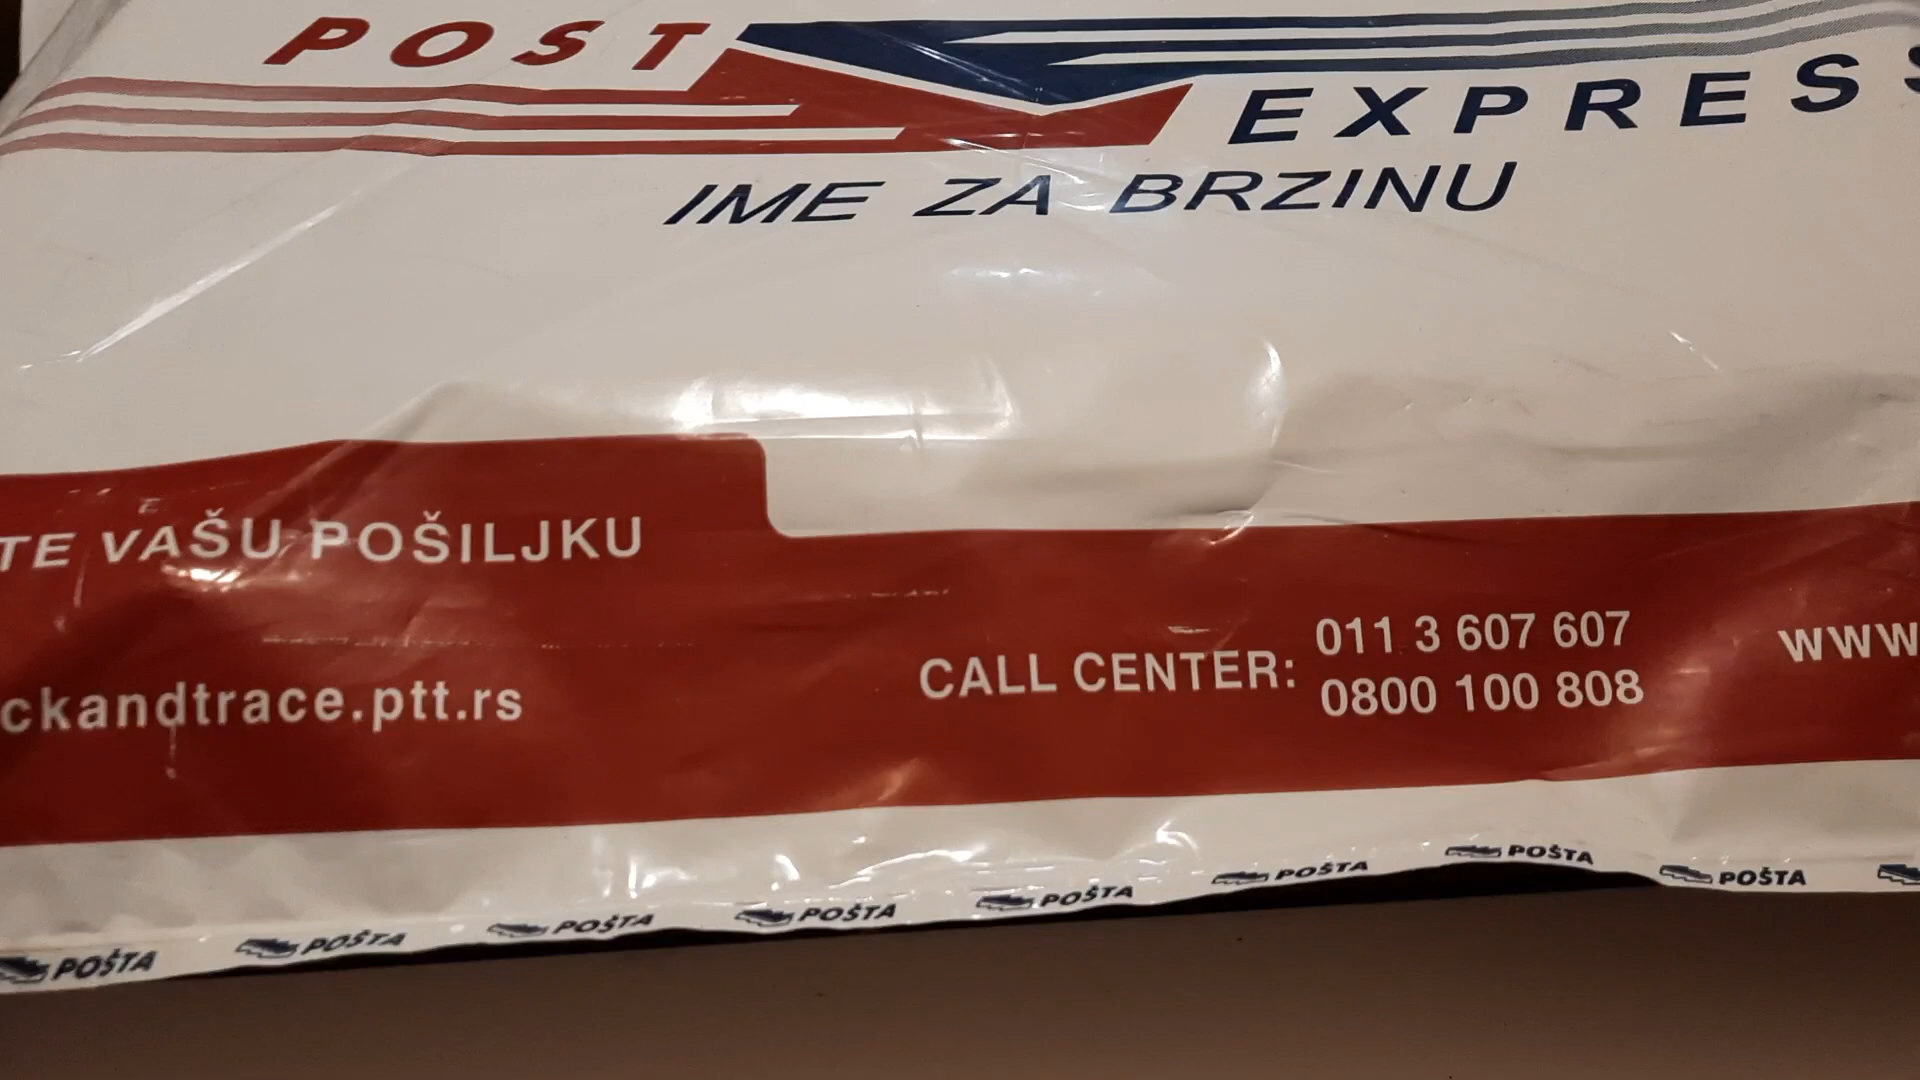 POST
EXPRESS
IME ZA BRZINU
TE VAŠU POŠILJKU
ckandtrace.ptt.rs
CALL CENTER:
011 3 607 607
0800 100 808
www
POŠTA
POŠTA
POŠTA
POŠTA
POŠTA
POŠTA
POŠTA
POŠTA